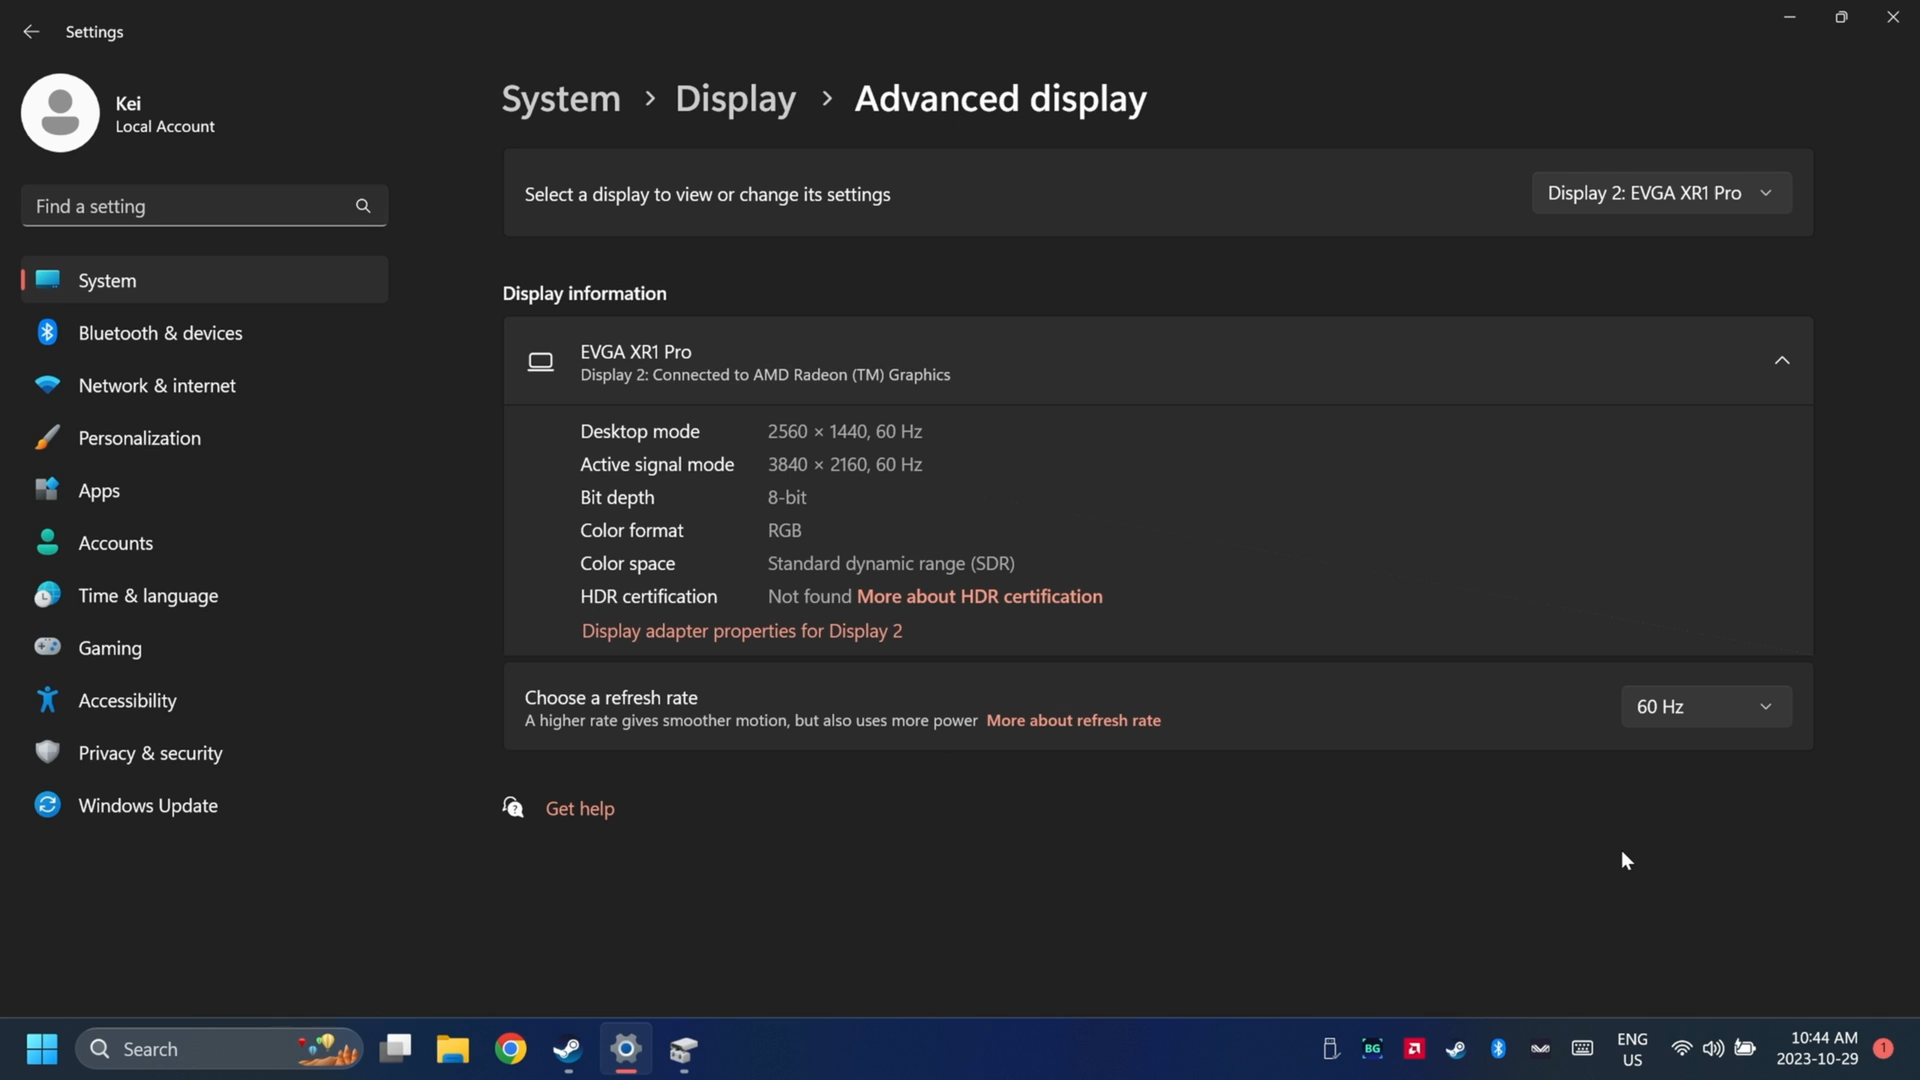 Settings
Kei
Local Account
Find a setting
System
Bluetooth & devices
Network & internet
Personalization
Apps
Accounts
Time & language
Gaming
Accessibility
Privacy & security
Windows Update
System > Display > Advanced display
Select a display to view or change its settings
Display 2: EVGA XR1 Pro
Display information
EVGA XR1 Pro
Display 2: Connected to AMD Radeon (TM) Graphics
Desktop mode 2560 × 1440, 60 Hz
Active signal mode 3840 × 2160, 60 Hz
Bit depth 8-bit
Color format RGB
Color space Standard dynamic range (SDR)
HDR certification Not found More about HDR certification
Display adapter properties for Display 2
Choose a refresh rate
A higher rate gives smoother motion, but also uses more power More about refresh rate
60 Hz
Get help
Search
BG
ENG
US
10:44 AM
2023-10-29
1